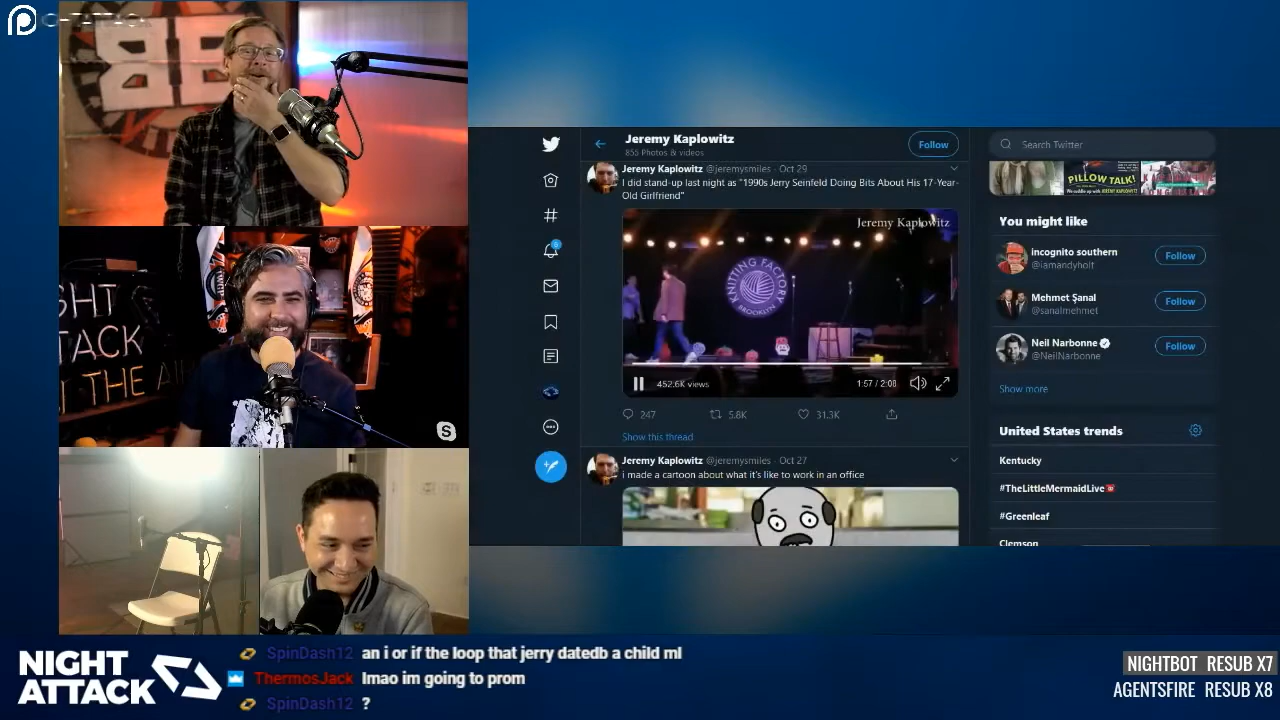 BB
NIGHT
ATTACK
THE AI
Jeremy Kaplowitz
855 Photos & videos
Follow
Search Twitter
Jeremy Kaplowitz @jeremysmiles · Oct 29
I did stand-up last night as "1990s Jerry Seinfeld Doing Bits About His 17-Year-
Old Girlfriend"
Jeremy Kaplowitz
KNITTING FACTORY
BROOKLYN
452.6K views
1:57 / 2:08
247
5.8K
31.3K
Show this thread
Jeremy Kaplowitz @jeremysmiles · Oct 27
i made a cartoon about what it's like to work in an office
PILLOW TALK!
You might like
incognito southern
@iamandyholt
Follow
Mehmet Şanal
@sanalmehmet
Follow
Neil Narbonne
@NeilNarbonne
Follow
Show more
United States trends
Kentucky
#TheLittleMermaidLive
#Greenleaf
Clemson
NIGHT
ATTACK
SpinDash12 an i or if the loop that jerry datedb a child ml
ThermosJack lmao im going to prom
SpinDash12 ?
NIGHTBOT RESUB X7
AGENTSFIRE RESUB X8